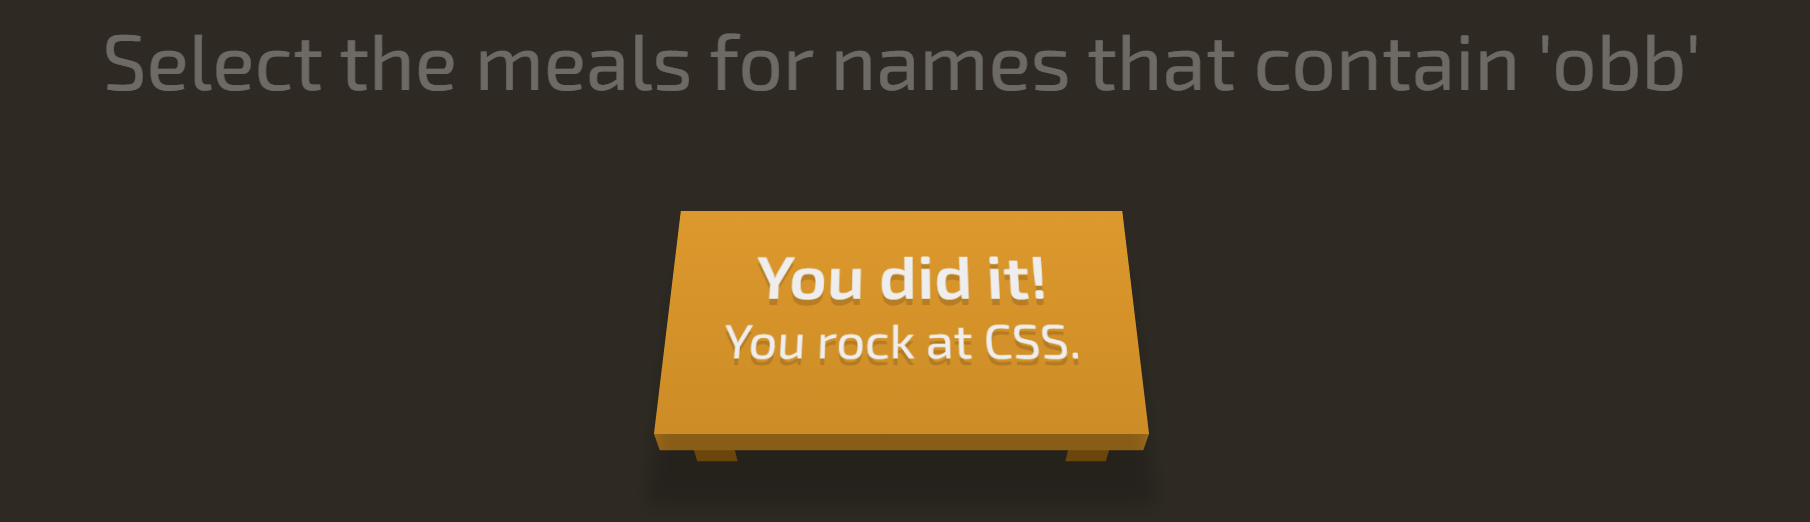 Select the meals for names that contain 'obb'
You did it!
You rock at CSS.